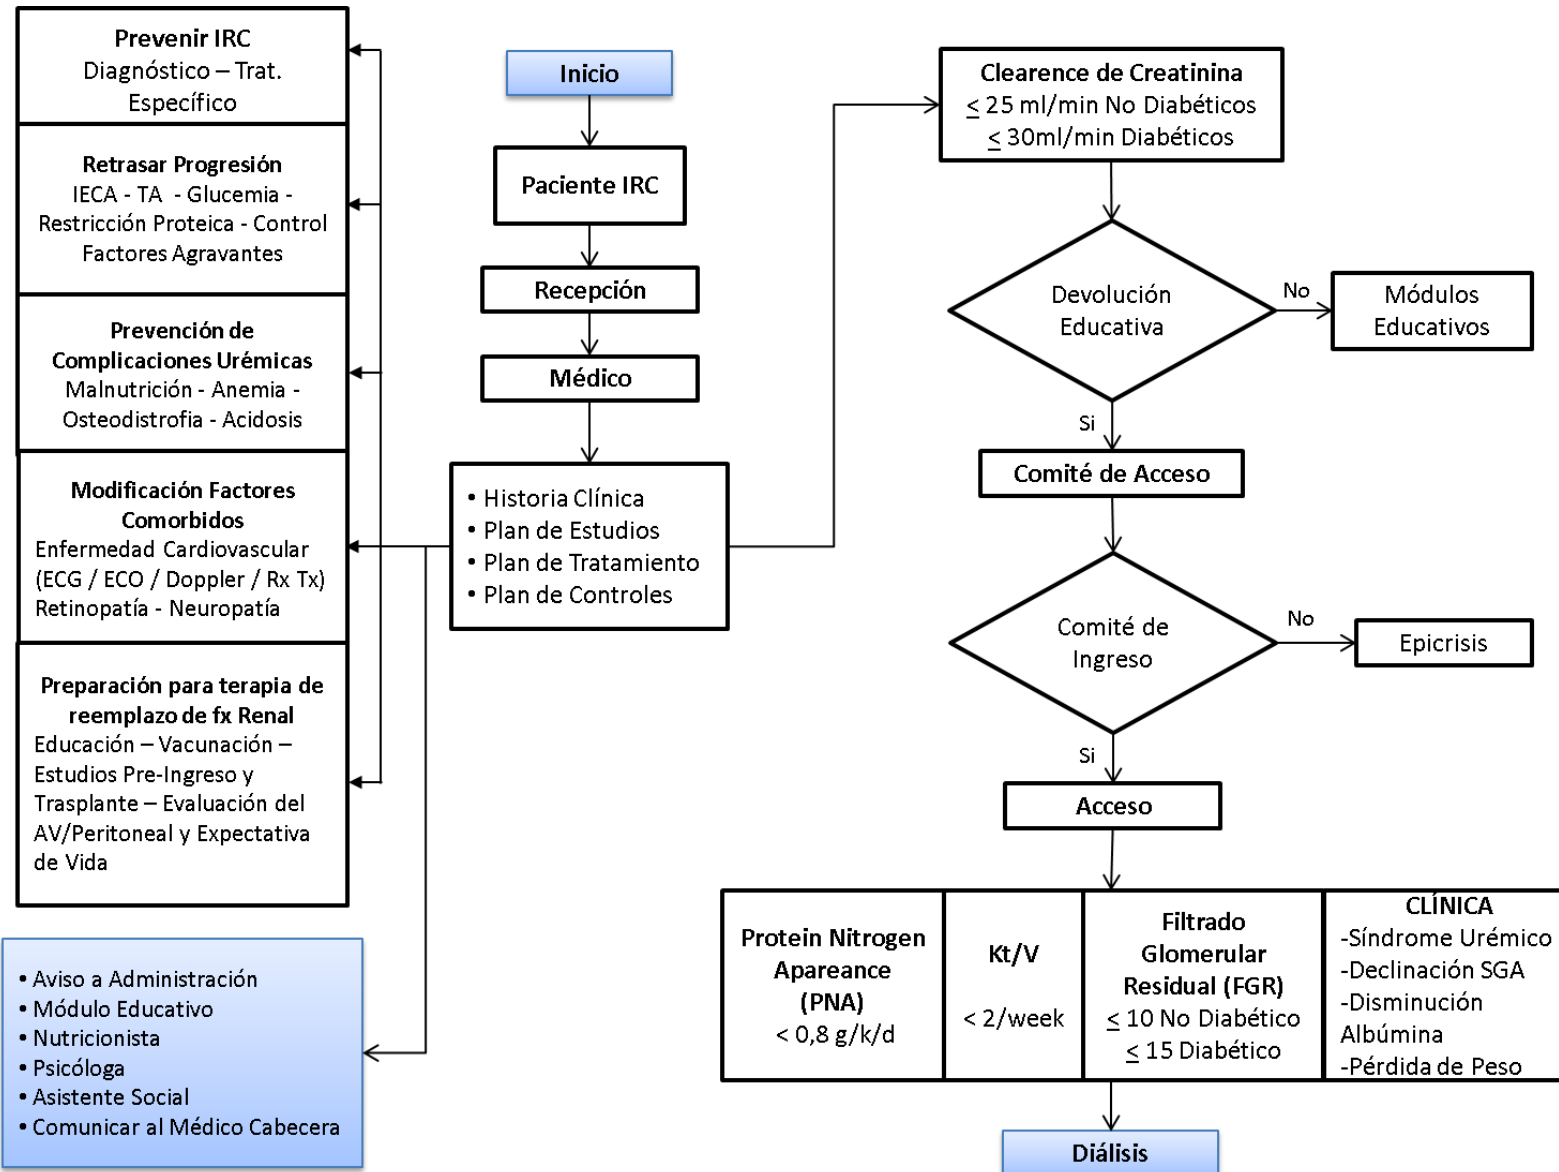 Prevenir IRC
Diagnóstico – Trat.
Específico
Retrasar Progresión
IECA - TA - Glucemia -
Restricción Proteica - Control
Factores Agravantes
Prevención de
Complicaciones Urémicas
Malnutrición - Anemia -
Osteodistrofia - Acidosis
Modificación Factores
Comorbidos
Enfermedad Cardiovascular
(ECG / ECO / Doppler / Rx Tx)
Retinopatía - Neuropatía
Preparación para terapia de
reemplazo de fx Renal
Educación – Vacunación –
Estudios Pre-Ingreso y
Trasplante – Evaluación del
AV/Peritoneal y Expectativa
de Vida
• Aviso a Administración
• Módulo Educativo
• Nutricionista
• Psicóloga
• Asistente Social
• Comunicar al Médico Cabecera
Inicio
Paciente IRC
Recepción
Médico
• Historia Clínica
• Plan de Estudios
• Plan de Tratamiento
• Plan de Controles
Clearence de Creatinina
≤ 25 ml/min No Diabéticos
≤ 30ml/min Diabéticos
Devolución
Educativa
No
Módulos
Educativos
Si
Comité de Acceso
Comité de
Ingreso
No
Epicrisis
Si
Acceso
Protein Nitrogen
Apareance
(PNA)
< 0,8 g/k/d
Kt/V
< 2/week
Filtrado
Glomerular
Residual (FGR)
≤ 10 No Diabético
≤ 15 Diabético
CLÍNICA
-Síndrome Urémico
-Declinación SGA
-Disminución
Albúmina
-Pérdida de Peso
Diálisis